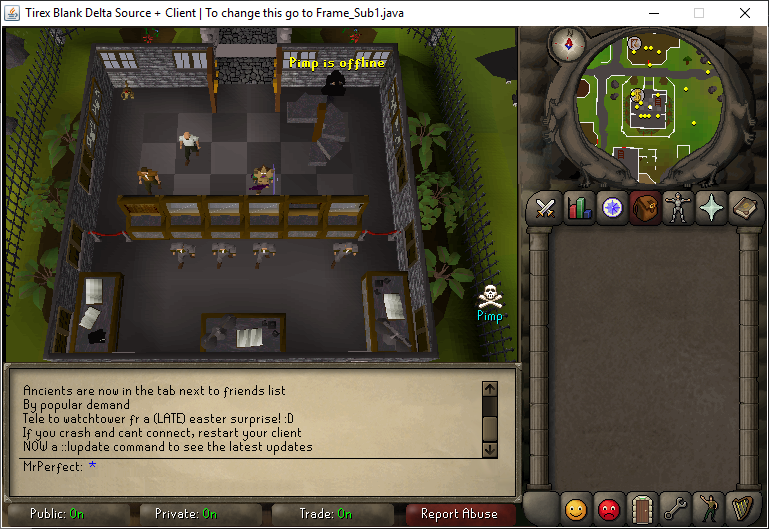 Tirex Blank Delta Source + Client | To change this go to Frame_Sub1.java
Pimp is offline
Pimp
Ancients are now in the tab next to friends list
By popular demand
Tele to watchtower fr a (LATE) easter surprise! :D
If you crash and cant connect, restart your client
NOW a ::lupdate command to see the latest updates
MrPerfect: *
Public: On
Private: On
Trade: On
Report Abuse